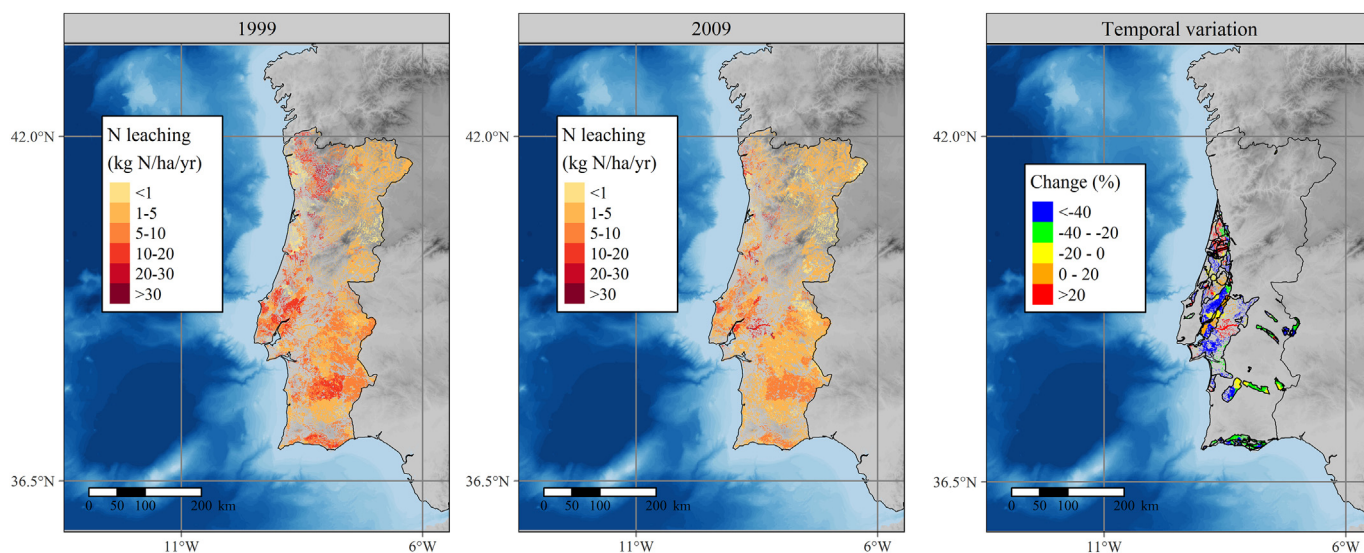 1999
2009
Temporal variation
N leaching
(kg N/ha/yr)
<1
1-5
5-10
10-20
20-30
>30
N leaching
(kg N/ha/yr)
<1
1-5
5-10
10-20
20-30
>30
Change (%)
<-40
-40 - -20
-20 - 0
0 - 20
>20
42.0°N
42.0°N
42.0°N
36.5°N
36.5°N
36.5°N
0 50 100 200 km
0 50 100 200 km
0 50 100 200 km
11°W 6°W
11°W 6°W
11°W 6°W